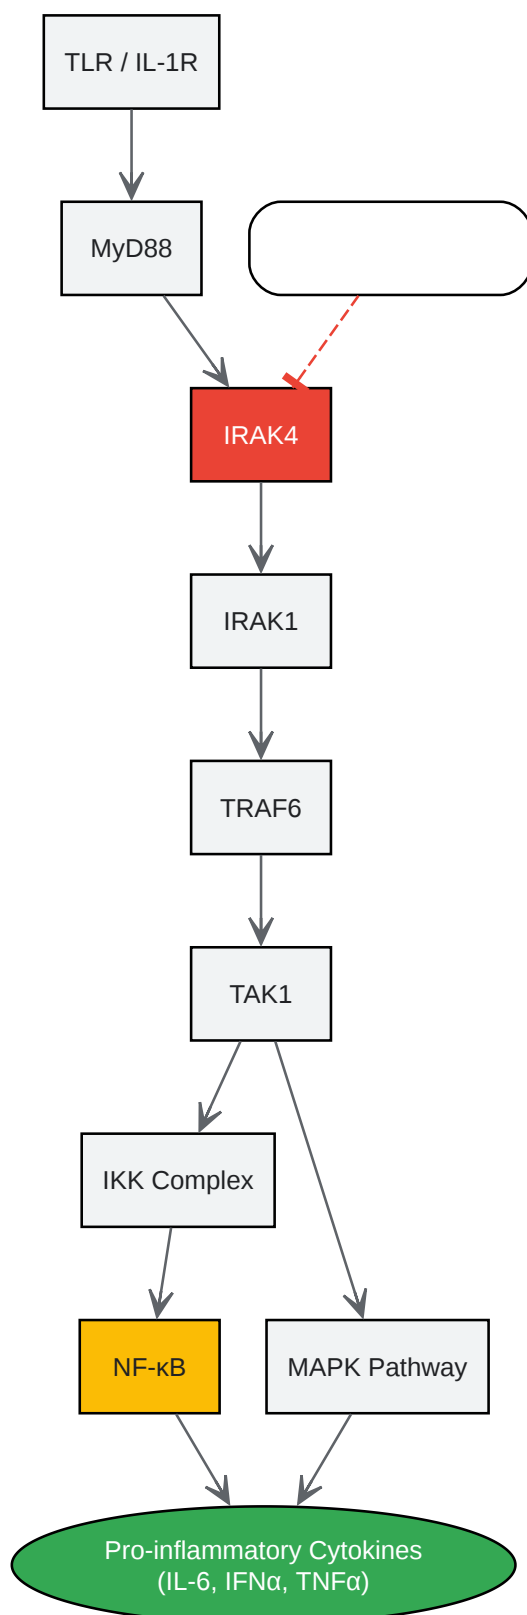 TLR / IL-1R
MyD88
IRAK4
IRAK1
TRAF6
TAK1
IKK Complex
NF-κB
MAPK Pathway
Pro-inflammatory Cytokines
(IL-6, IFNα, TNFα)